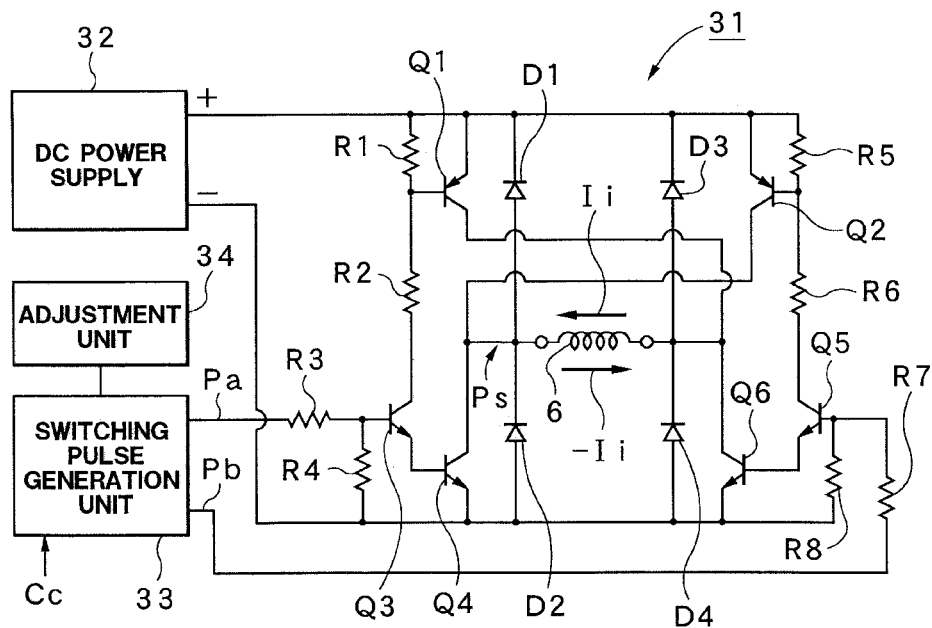 31
32
Q1
D1
+
DC POWER
SUPPLY
R1
D3
R5
−
Ii
Q2
34
R2
R6
ADJUSTMENT
UNIT
R3
Q5
Pa
Ps
6
Q6
R7
SWITCHING
PULSE
GENERATION
UNIT
R4
−Ii
Pb
R8
Cc
33
Q3
Q4
D2
D4